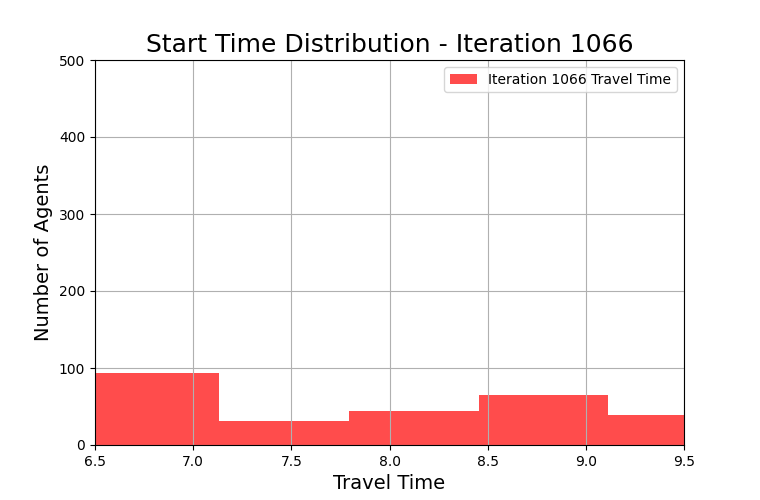 Start Time Distribution - Iteration 1066
Iteration 1066 Travel Time
Number of Agents
500
400
300
200
100
0
6.5 7.0 7.5 8.0 8.5 9.0 9.5
Travel Time